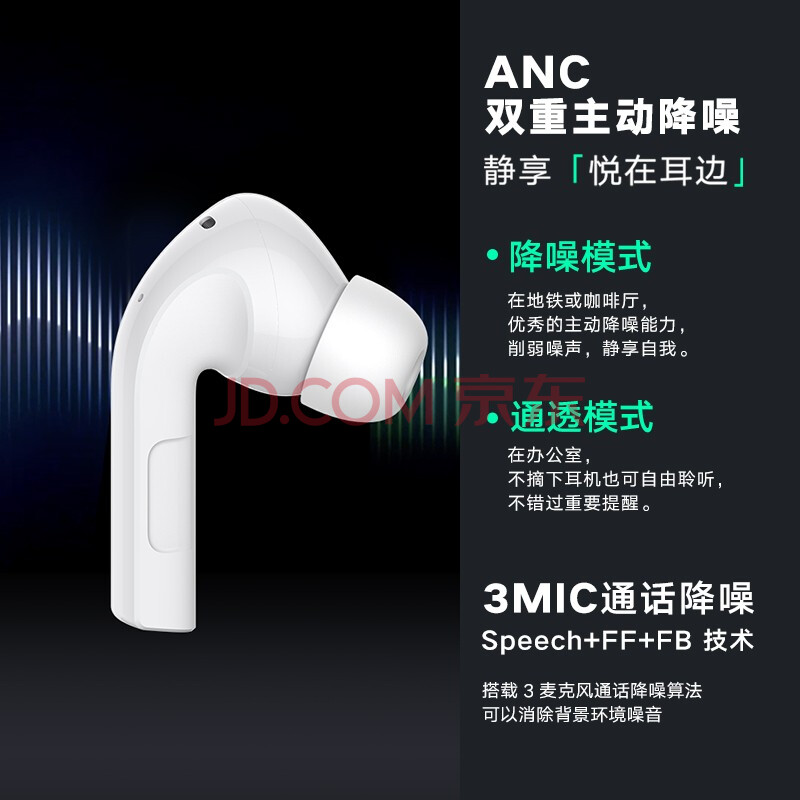 ANC
双重主动降噪
静享「悦在耳边」
• 降噪模式
在地铁或咖啡厅，
优秀的主动降噪能力，
削弱噪声，静享自我。
JD.COM 京东
• 通透模式
在办公室，
不摘下耳机也可自由聆听，
不错过重要提醒。
3MIC通话降噪
Speech+FF+FB 技术
搭载 3 麦克风通话降噪算法
可以消除背景环境噪音